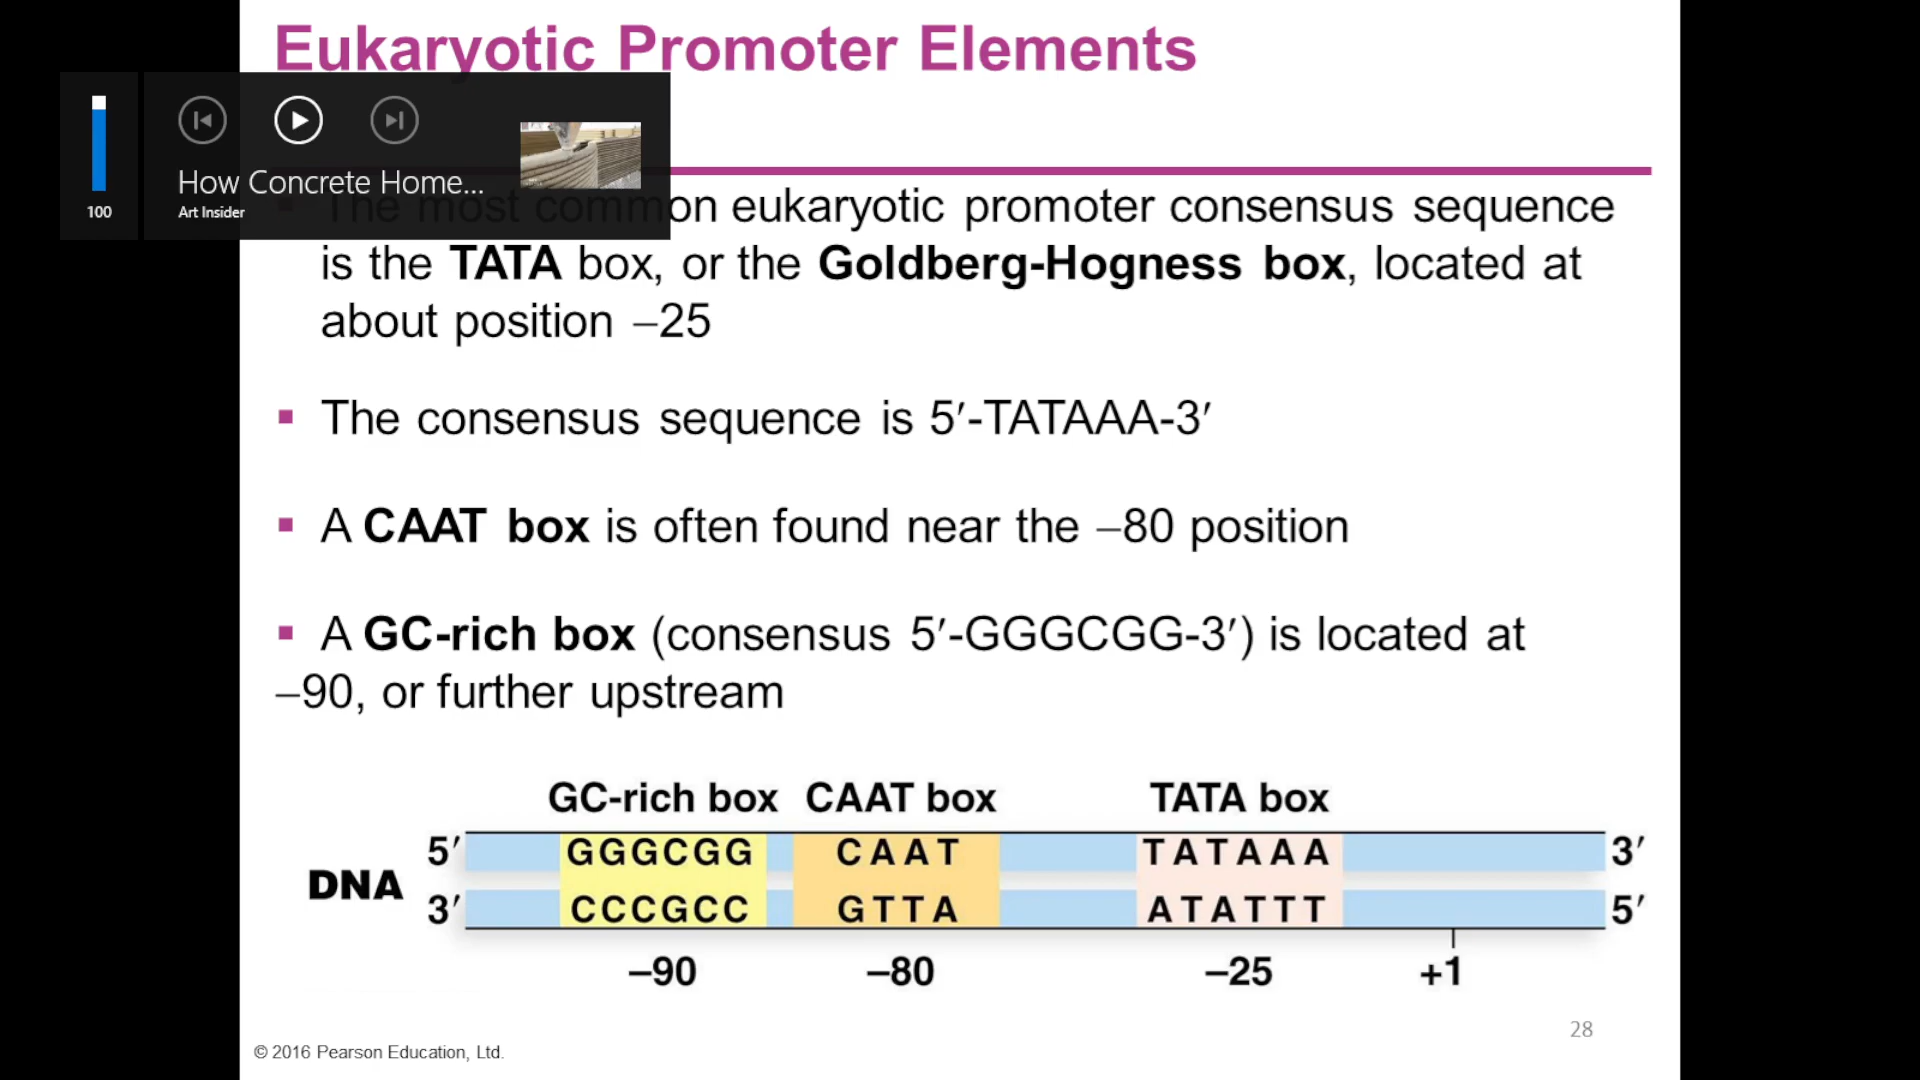 Eukaryotic Promoter Elements
100
How Concrete Home...
Art Insider
The most common eukaryotic promoter consensus sequence
is the TATA box, or the Goldberg-Hogness box, located at
about position –25
▪ The consensus sequence is 5′-TATAAA-3′
▪ A CAAT box is often found near the –80 position
▪ A GC-rich box (consensus 5′-GGGCGG-3′) is located at
–90, or further upstream
GC-rich box CAAT box TATA box
5′ GGGCGG CAAT TATAAA 3′
DNA
3′ CCCGCC GTTA ATATTT 5′
–90 –80 –25 +1
28
© 2016 Pearson Education, Ltd.